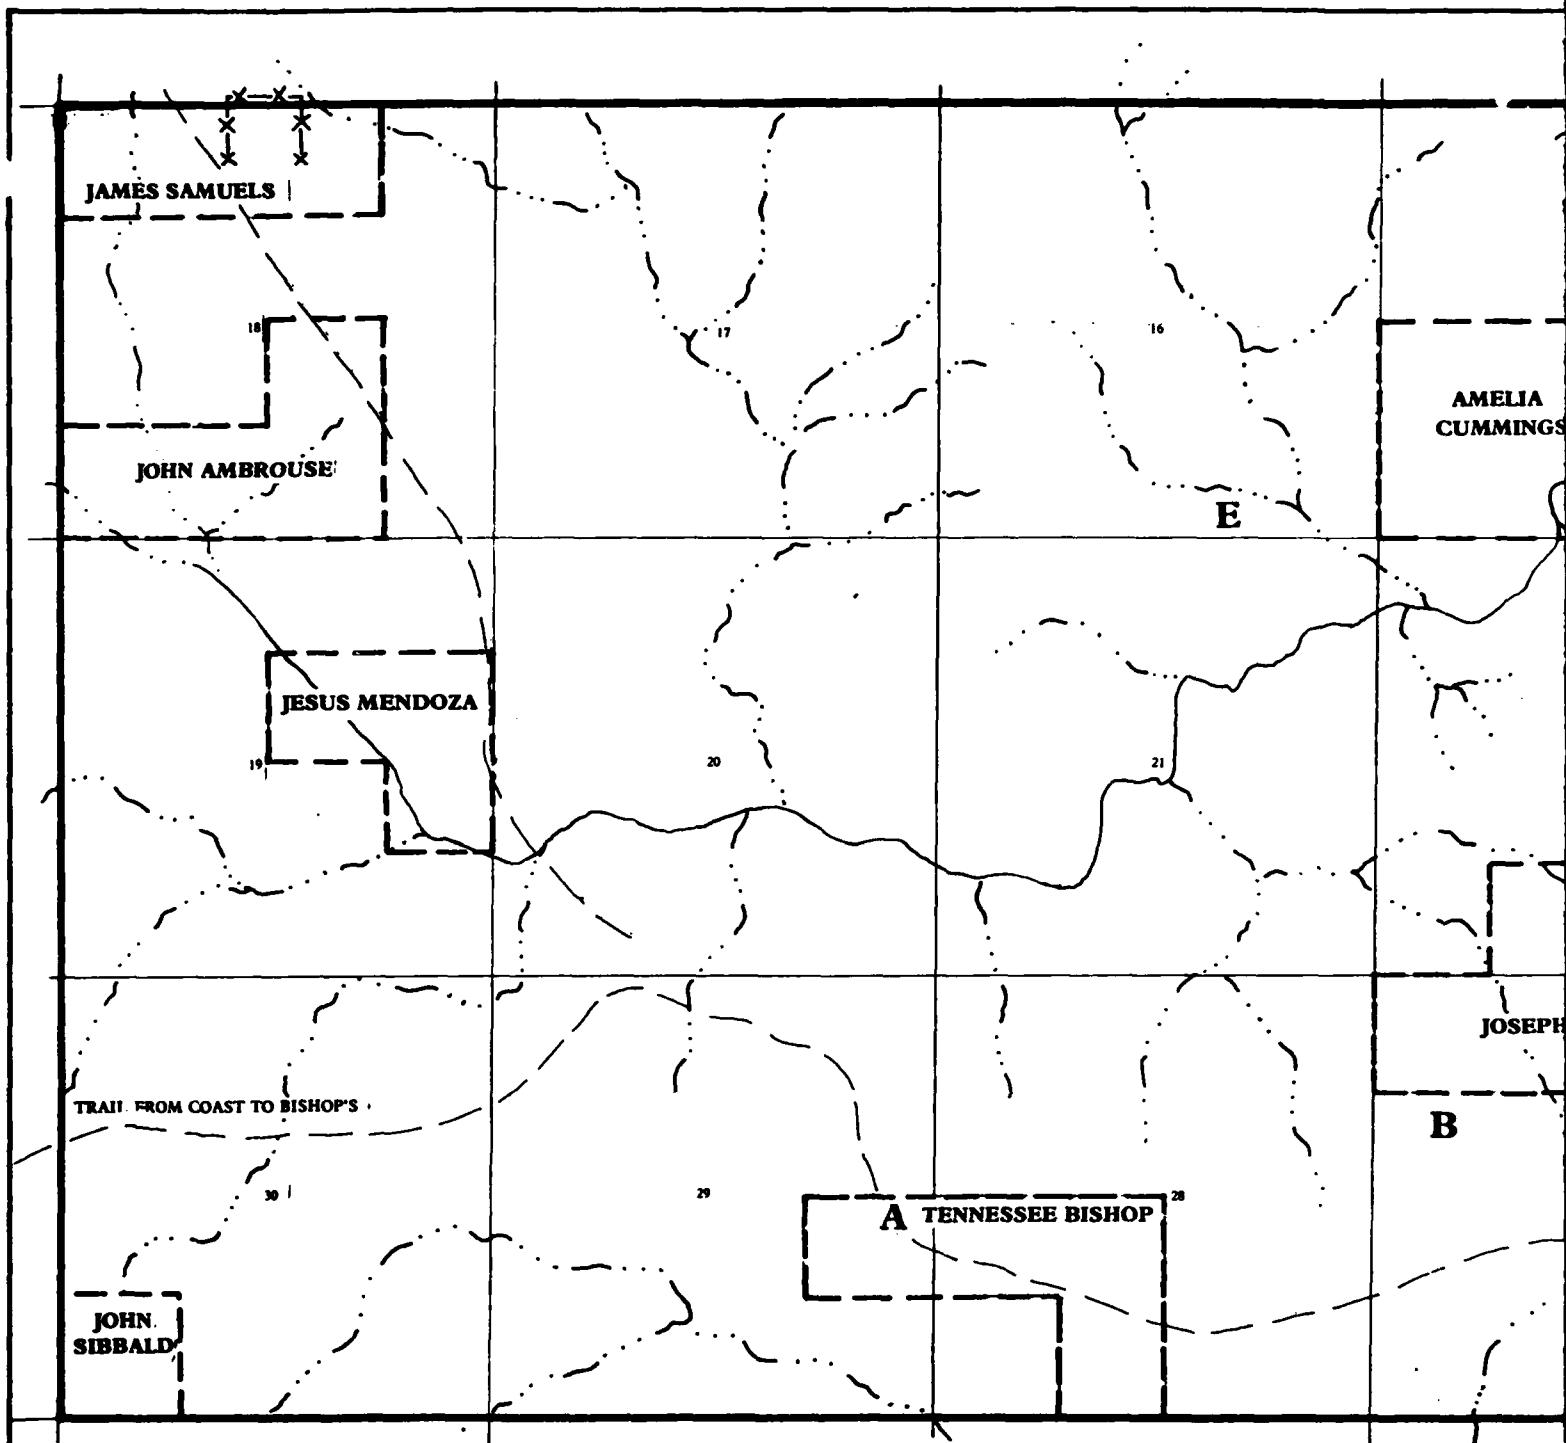 JAMES SAMUELS
18
17
16
AMELIA
CUMMINGS
JOHN AMBROUSE
E
JESUS MENDOZA
19
20
21
JOSEPH
TRAIL FROM COAST TO BISHOP'S
B
30
29
28
A TENNESSEE BISHOP
JOHN
SIBBALD